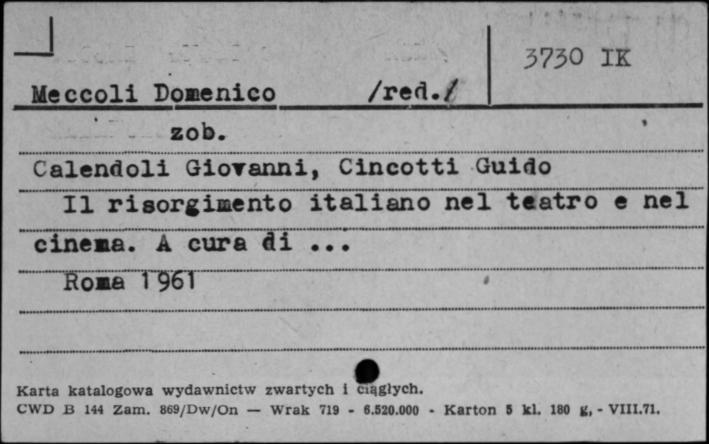 3730 IK
Meccoli Domenico /red./
zob.
Calendoli Giovanni, Cincotti Guido
Il risorgimento italiano nel teatro e nel
cinema. A cura di ...
Roma 1961
Karta katalogowa wydawnictw zwartych i ciągłych.
CWD B 144 Zam. 869/Dw/On — Wrak 719 - 6.520.000 - Karton 5 kl. 180 g, - VIII.71.